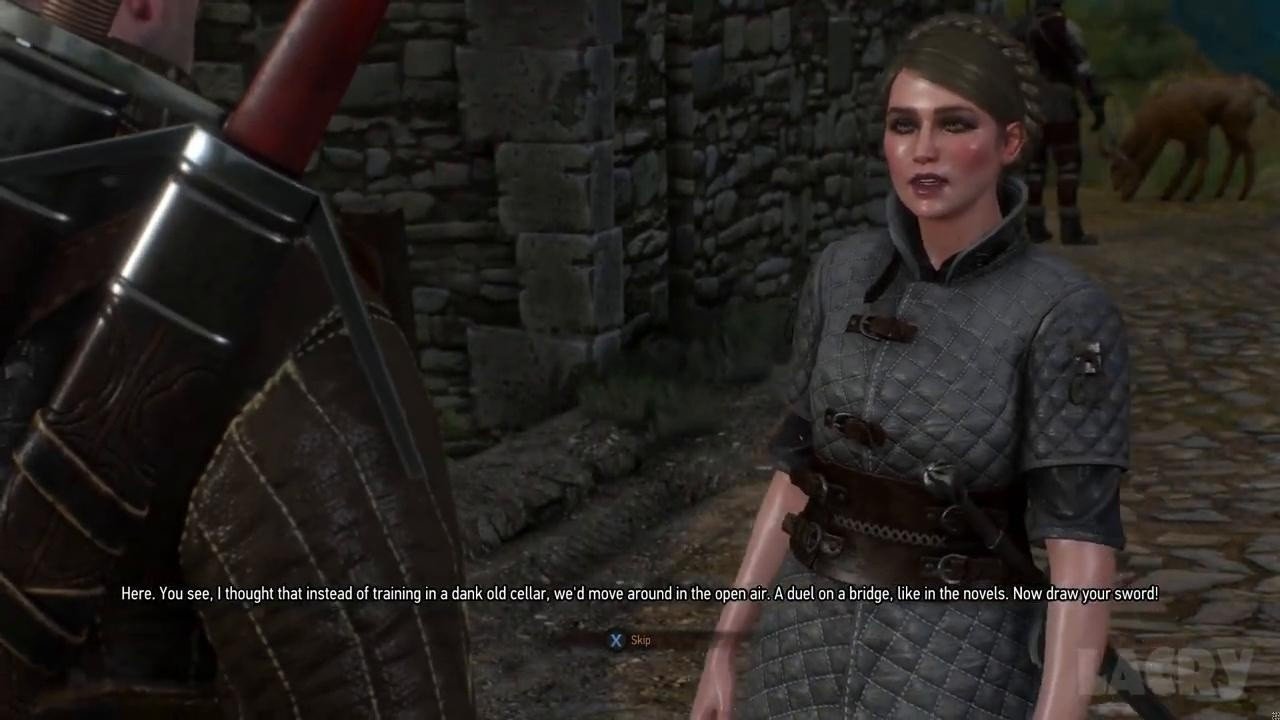 Here. You see, I thought that instead of training in a dank old cellar, we'd move around in the open air. A duel on a bridge, like in the novels. Now draw your sword!
X Skip
LACRY